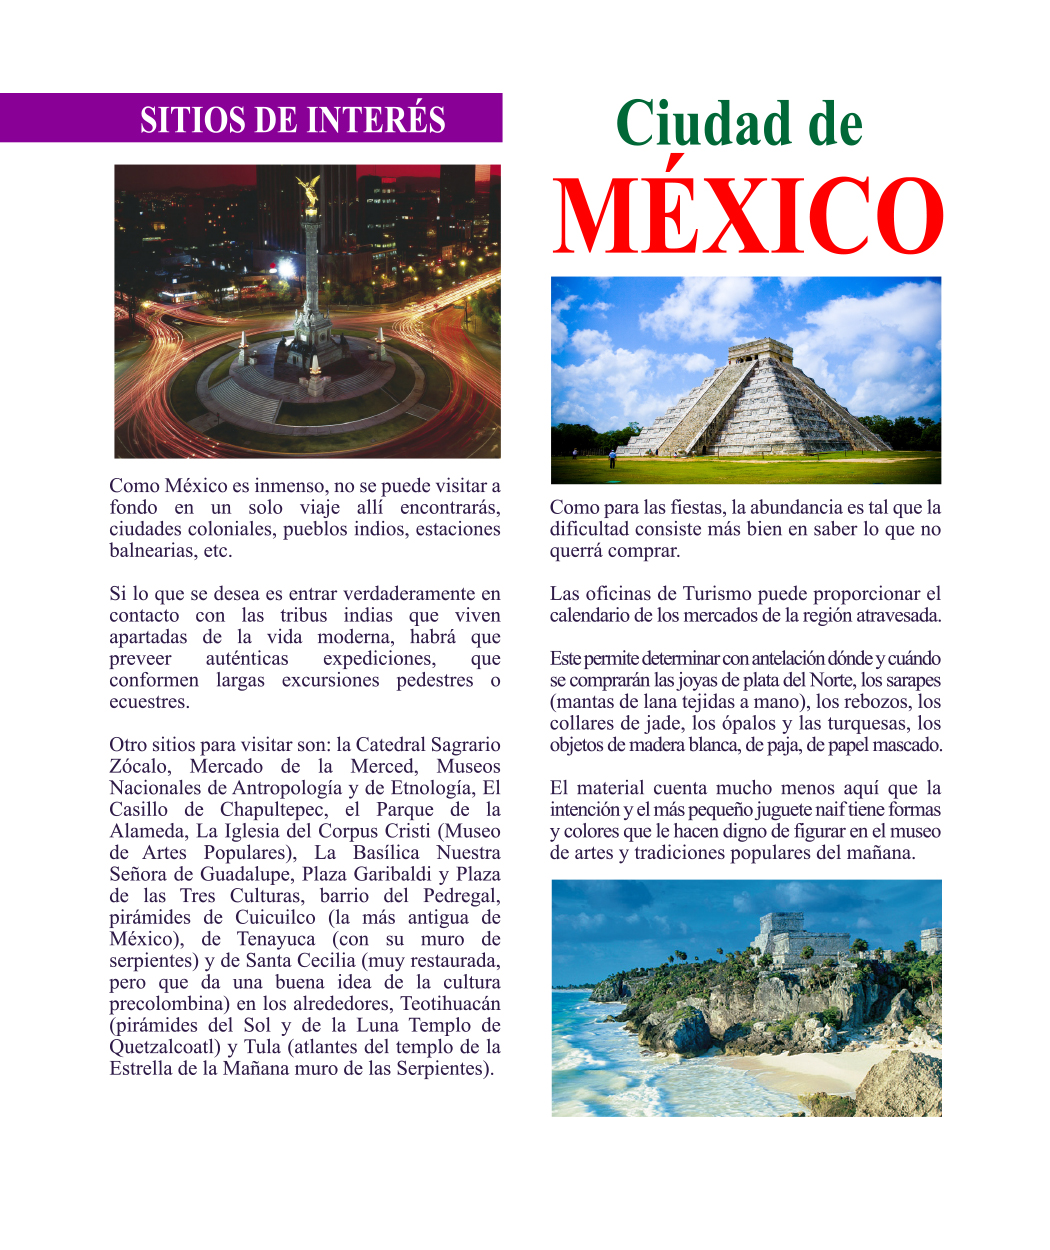 SITIOS DE INTERÉS
Como México es inmenso, no se puede visitar a
fondo en un solo viaje allí encontrarás,
ciudades coloniales, pueblos indios, estaciones
balnearias, etc.
Si lo que se desea es entrar verdaderamente en
contacto con las tribus indias que viven
apartadas de la vida moderna, habrá que
preveer auténticas expediciones, que
conformen largas excursiones pedestres o
ecuestres.
Otro sitios para visitar son: la Catedral Sagrario
Zócalo, Mercado de la Merced, Museos
Nacionales de Antropología y de Etnología, El
Casillo de Chapultepec, el Parque de la
Alameda, La Iglesia del Corpus Cristi (Museo
de Artes Populares), La Basílica Nuestra
Señora de Guadalupe, Plaza Garibaldi y Plaza
de las Tres Culturas, barrio del Pedregal,
pirámides de Cuicuilco (la más antigua de
México), de Tenayuca (con su muro de
serpientes) y de Santa Cecilia (muy restaurada,
pero que da una buena idea de la cultura
precolombina) en los alrededores, Teotihuacán
(pirámides del Sol y de la Luna Templo de
Quetzalcoatl) y Tula (atlantes del templo de la
Estrella de la Mañana muro de las Serpientes).
Ciudad de
MÉXICO
Como para las fiestas, la abundancia es tal que la
dificultad consiste más bien en saber lo que no
querrá comprar.
Las oficinas de Turismo puede proporcionar el
calendario de los mercados de la región atravesada.
Este permite determinar con antelación dónde y cuándo
se comprarán las joyas de plata del Norte, los sarapes
(mantas de lana tejidas a mano), los rebozos, los
collares de jade, los ópalos y las turquesas, los
objetos de madera blanca, de paja, de papel mascado.
El material cuenta mucho menos aquí que la
intención y el más pequeño juguete naif tiene formas
y colores que le hacen digno de figurar en el museo
de artes y tradiciones populares del mañana.